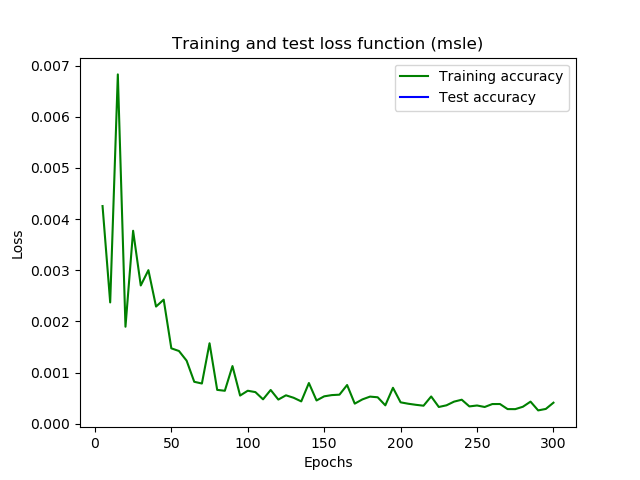 Training and test loss function (msle)
Training accuracy
Test accuracy
0.007
0.006
0.005
0.004
0.003
0.002
0.001
0.000
Loss
0 50 100 150 200 250 300
Epochs